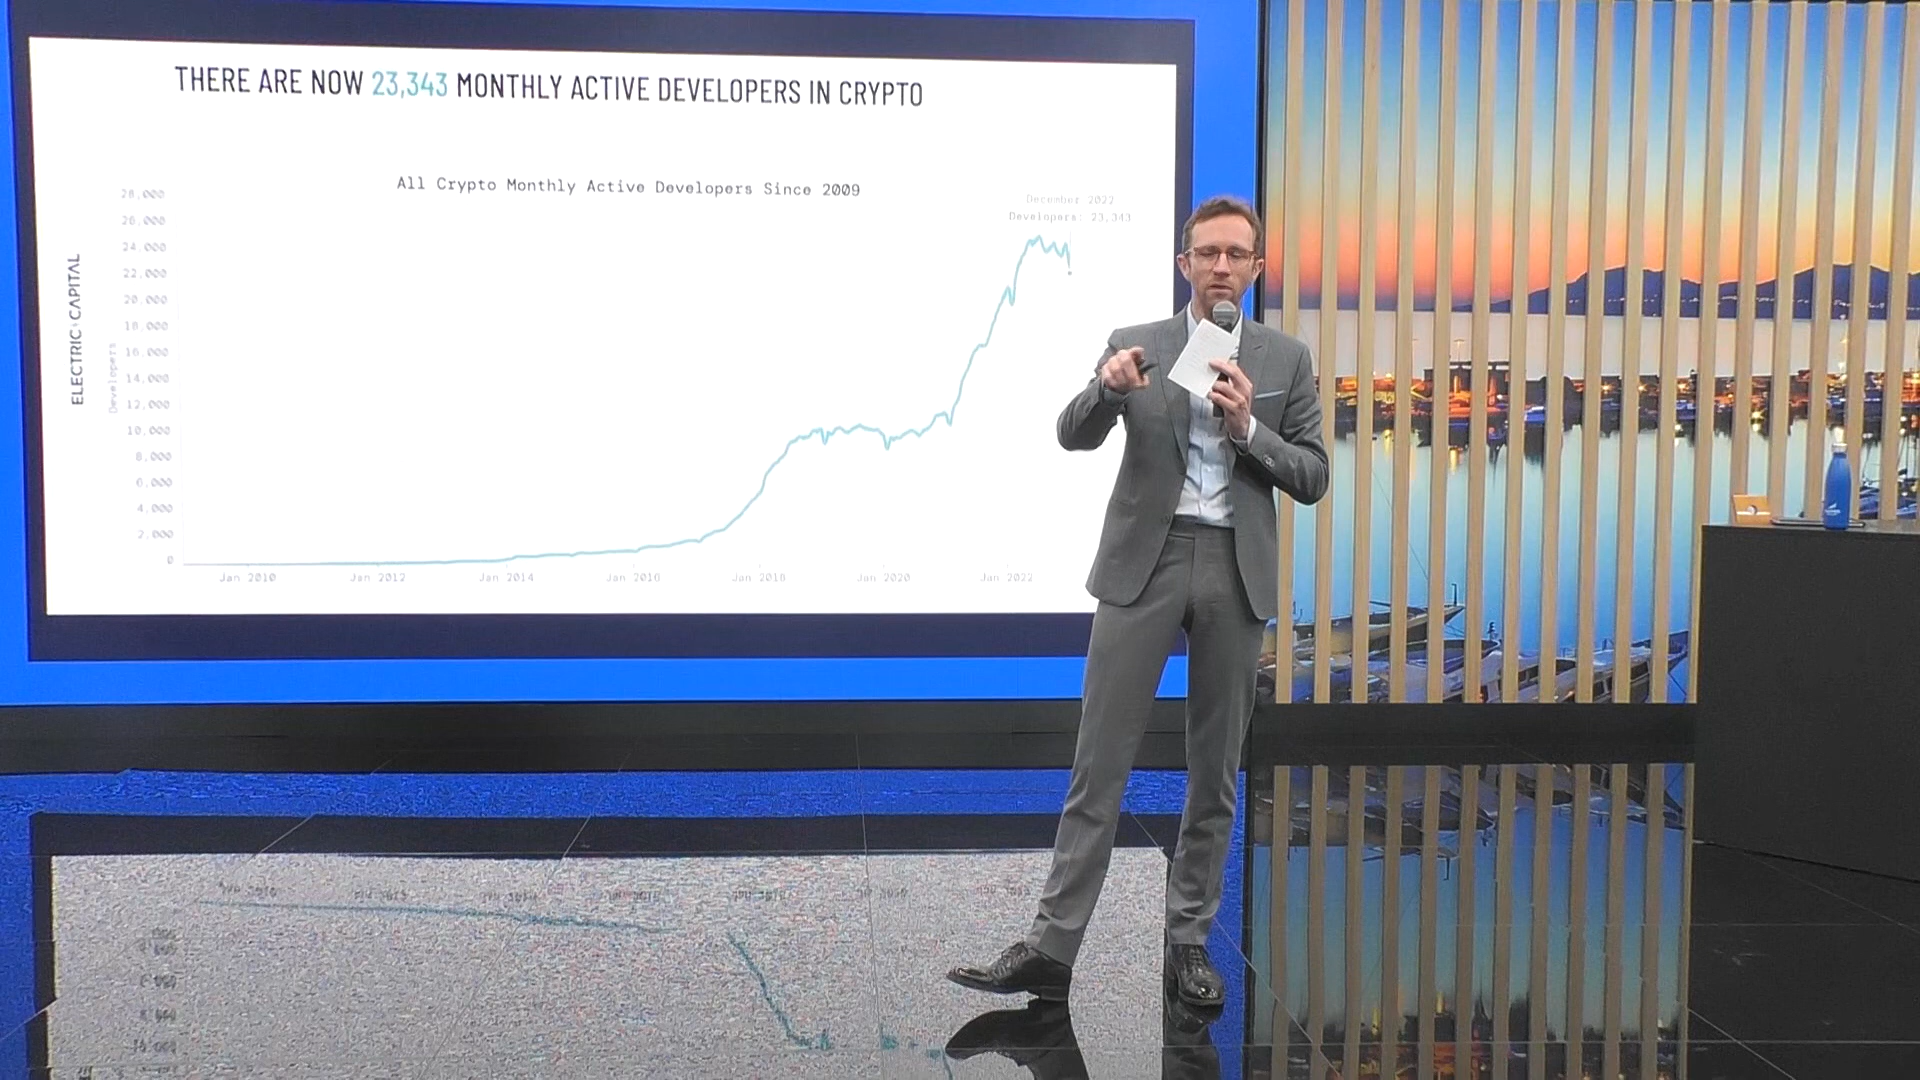 THERE ARE NOW 23,343 MONTHLY ACTIVE DEVELOPERS IN CRYPTO
All Crypto Monthly Active Developers Since 2009
December 2022
Developers: 23,343
ELECTRIC CAPITAL
Developers
28,000
26,000
24,000
22,000
20,000
18,000
16,000
14,000
12,000
10,000
8,000
6,000
4,000
2,000
0
Jan 2010 Jan 2012 Jan 2014 Jan 2016 Jan 2018 Jan 2020 Jan 2022